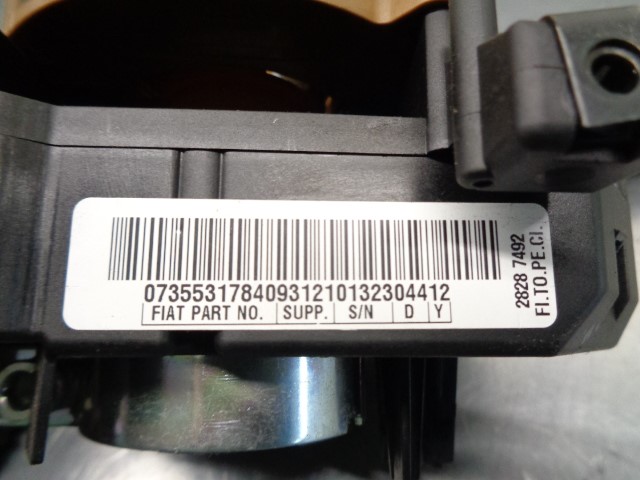 07355317840931210132304412
FIAT PART NO. SUPP. S/N D Y
2828 7492
FI.TO.PE.CI.